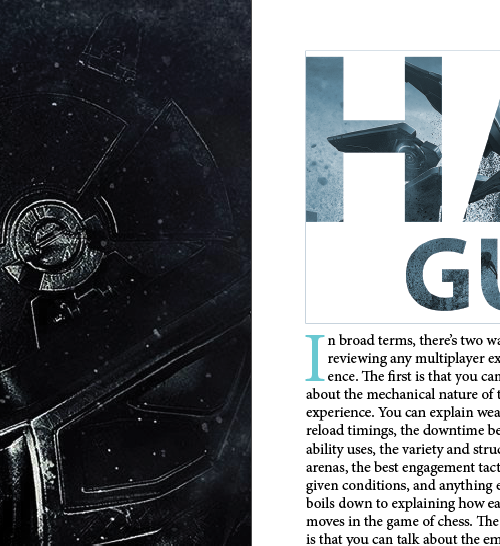 HA
GU
In broad terms, there's two wa
reviewing any multiplayer ex
ence. The first is that you can
about the mechanical nature of t
experience. You can explain wea
reload timings, the downtime be
ability uses, the variety and struc
arenas, the best engagement tact
given conditions, and anything e
boils down to explaining how ea
moves in the game of chess. The
is that you can talk about the em